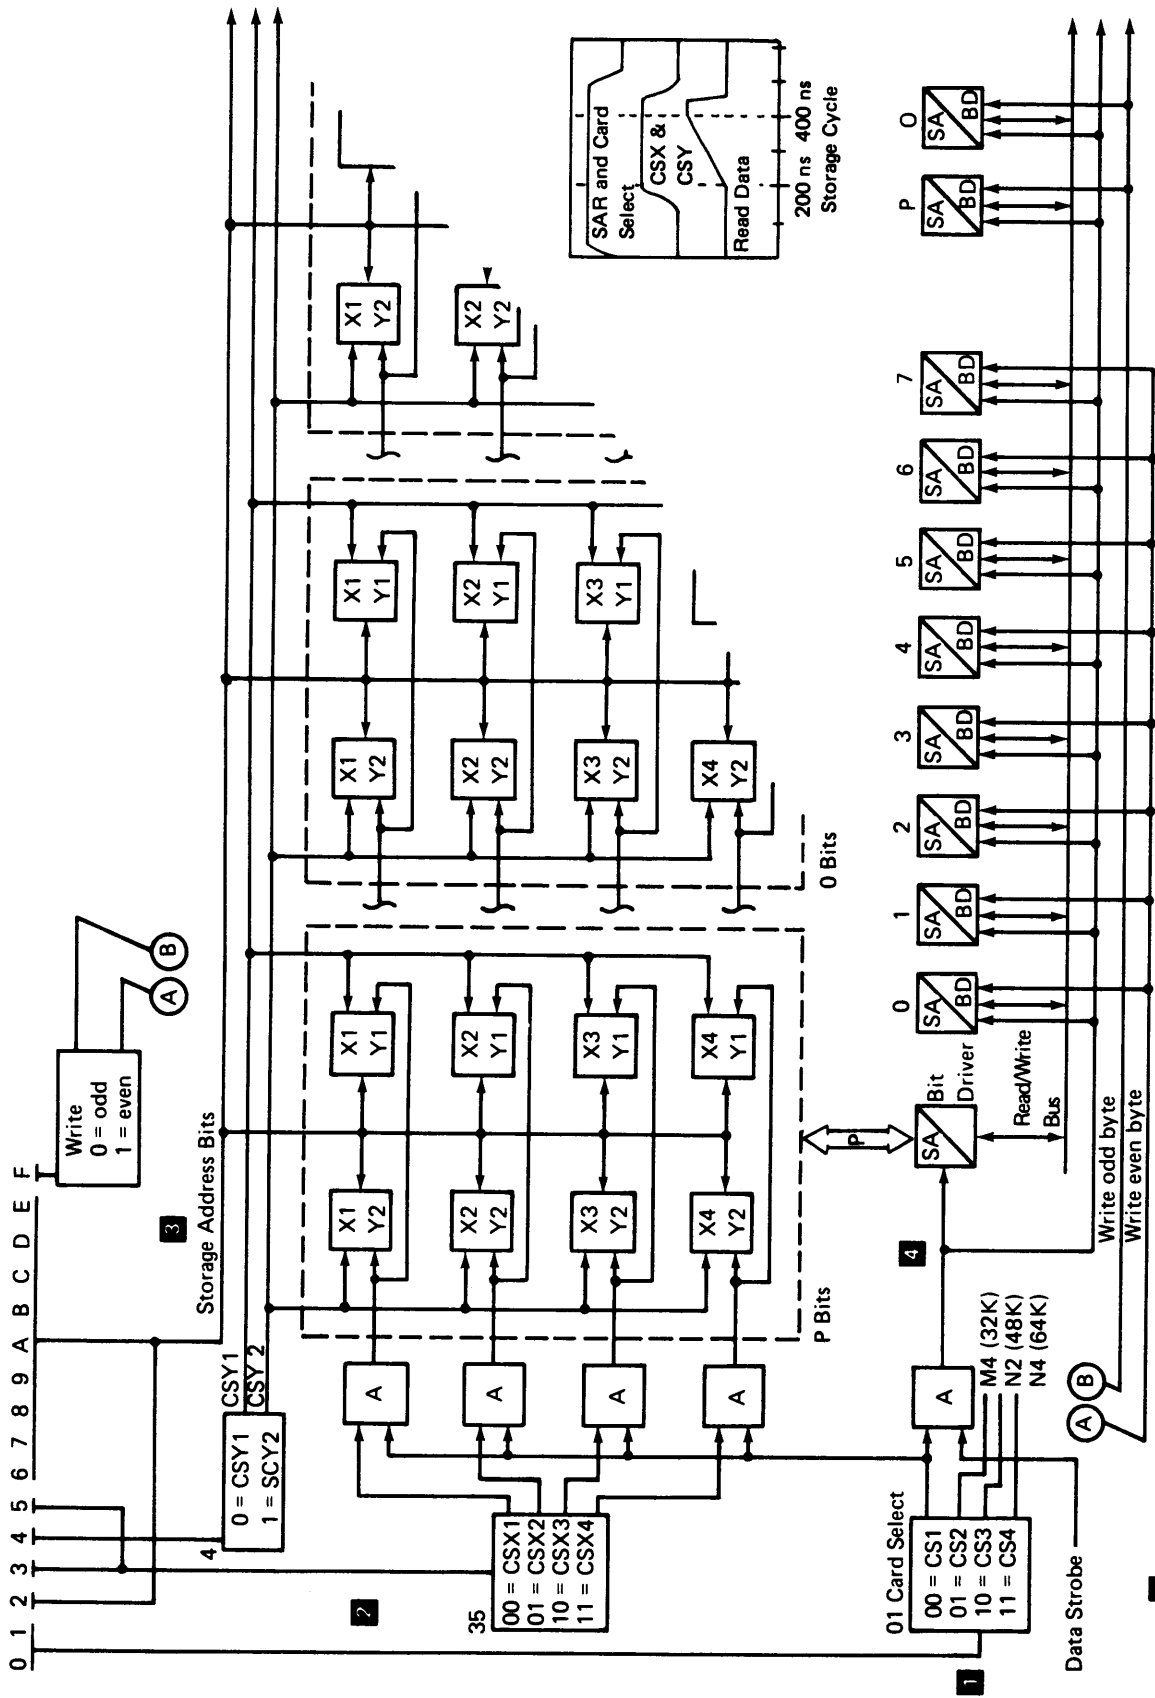 0 1 2 3 4 5 6 7 8 9 A B C D E F
Write
0 = odd
1 = even
A
B
3
Storage Address Bits
4
0 = CSY1
1 = SCY2
CSY1
CSY 2
2
35
00 = CSX1
01 = CSX2
10 = CSX3
11 = CSX4
A
A
A
A
P Bits
X1
Y2
X1
Y1
X2
Y2
X2
Y1
X3
Y2
X3
Y1
X4
Y2
X4
Y1
0 Bits
X1
Y2
X1
Y1
X2
Y2
X2
Y1
X3
Y2
X3
Y1
X4
Y2
X1
Y2
X2
Y2
SAR and Card
Select
CSX &
CSY
Read Data
200 ns 400 ns
Storage Cycle
1
01 Card Select
00 = CS1
01 = CS2
10 = CS3
11 = CS4
Data Strobe
A
M4 (32K)
N2 (48K)
N4 (64K)
A
B
4
P
SA
Bit
Driver
Read/Write
Bus
Write odd byte
Write even byte
0 1 2 3 4 5 6 7 P O
SA BD
SA BD
SA BD
SA BD
SA BD
SA BD
SA BD
SA BD
SA BD
SA BD